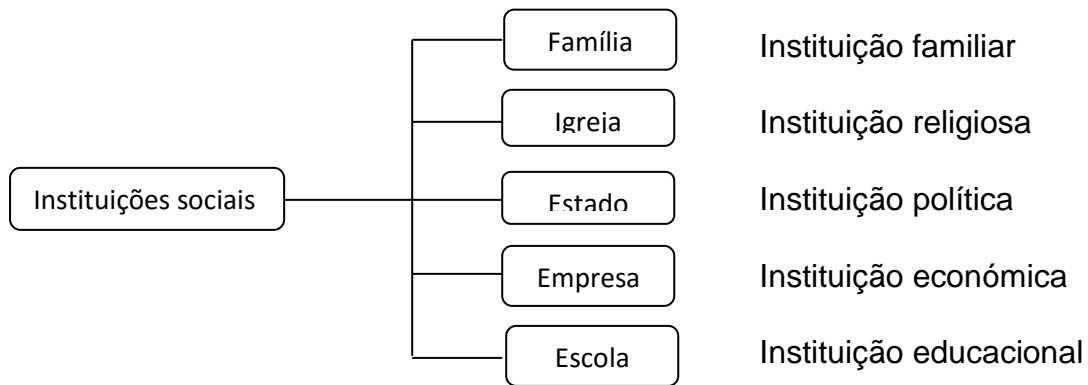 Família Instituição familiar
Igreja Instituição religiosa
Instituições sociais Estado Instituição política
Empresa Instituição económica
Escola Instituição educacional